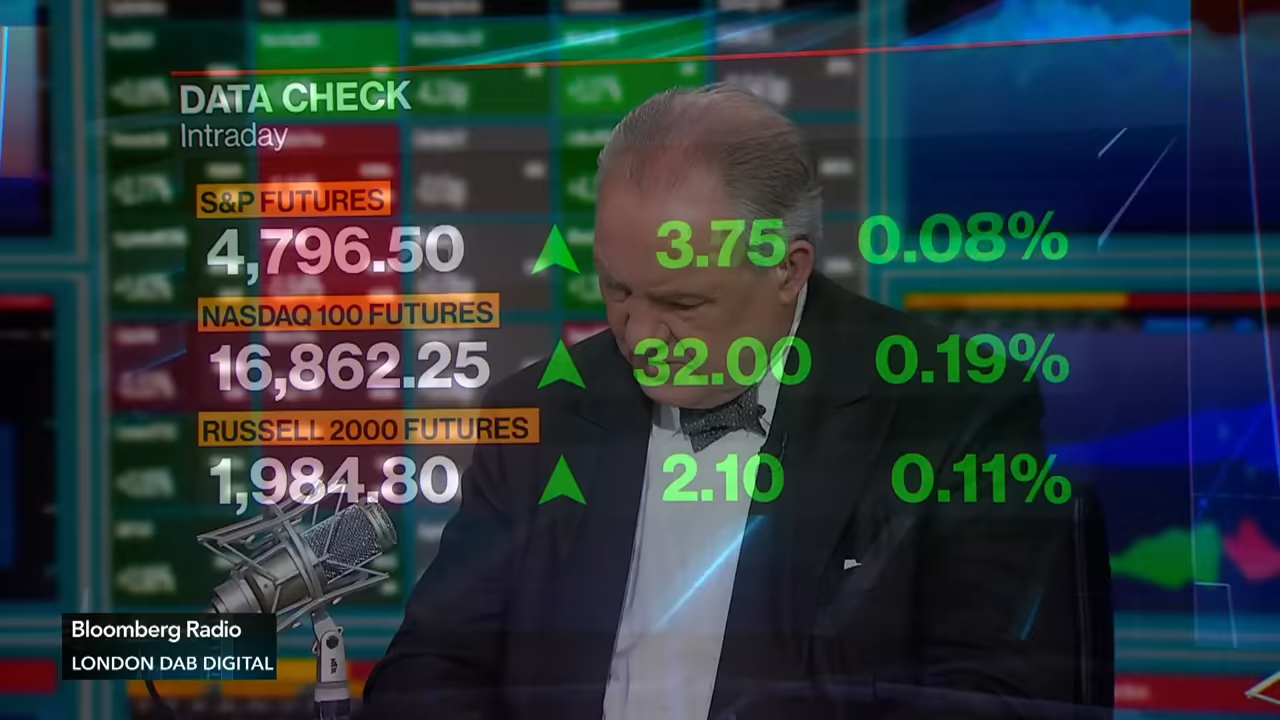 DATA CHECK
Intraday
S&P FUTURES
4,796.50 ▲ 3.75 0.08%
NASDAQ 100 FUTURES
16,862.25 ▲ 32.00 0.19%
RUSSELL 2000 FUTURES
1,984.80 ▲ 2.10 0.11%
Bloomberg Radio
LONDON DAB DIGITAL